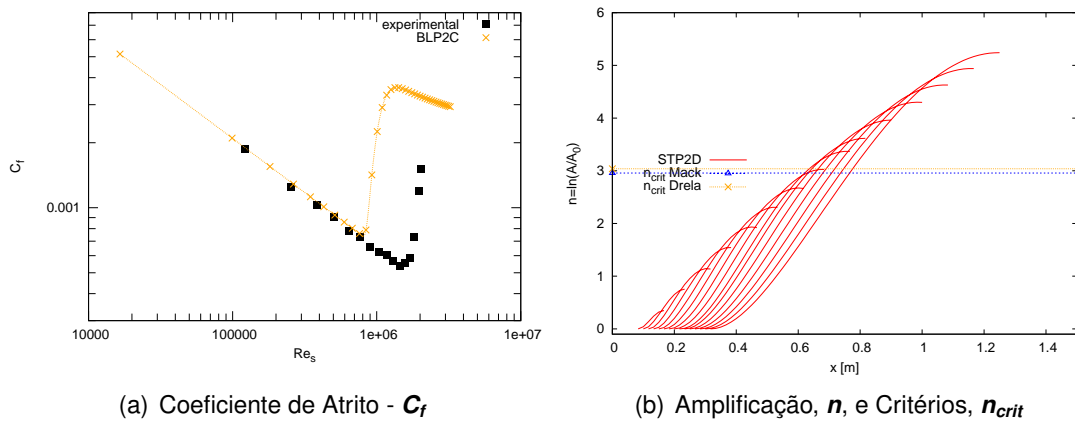 experimental
BLP2C
C_f
0.001
10000
100000
1e+06
1e+07
Re_s
(a) Coeficiente de Atrito - C_f
6
5
4
3
2
1
0
n=ln(A/A_0)
STP2D
n_crit Mack
n_crit Drela
0
0.2
0.4
0.6
0.8
1
1.2
1.4
x [m]
(b) Amplificação, n, e Critérios, n_crit